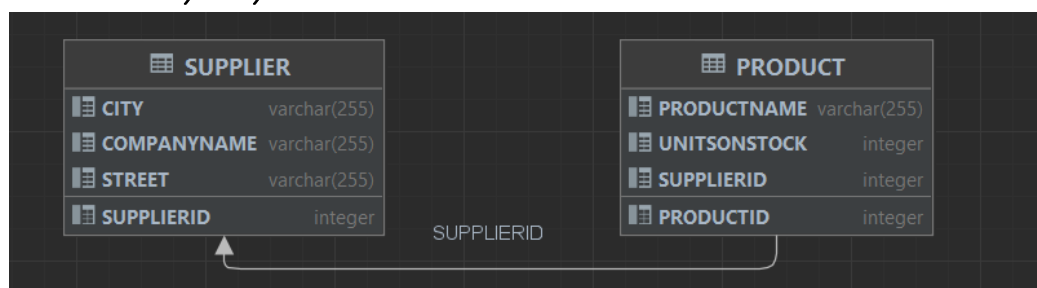 SUPPLIER
CITY varchar(255)
COMPANYNAME varchar(255)
STREET varchar(255)
SUPPLIERID integer
SUPPLIERID
PRODUCT
PRODUCTNAME varchar(255)
UNITSONSTOCK integer
SUPPLIERID integer
PRODUCTID integer